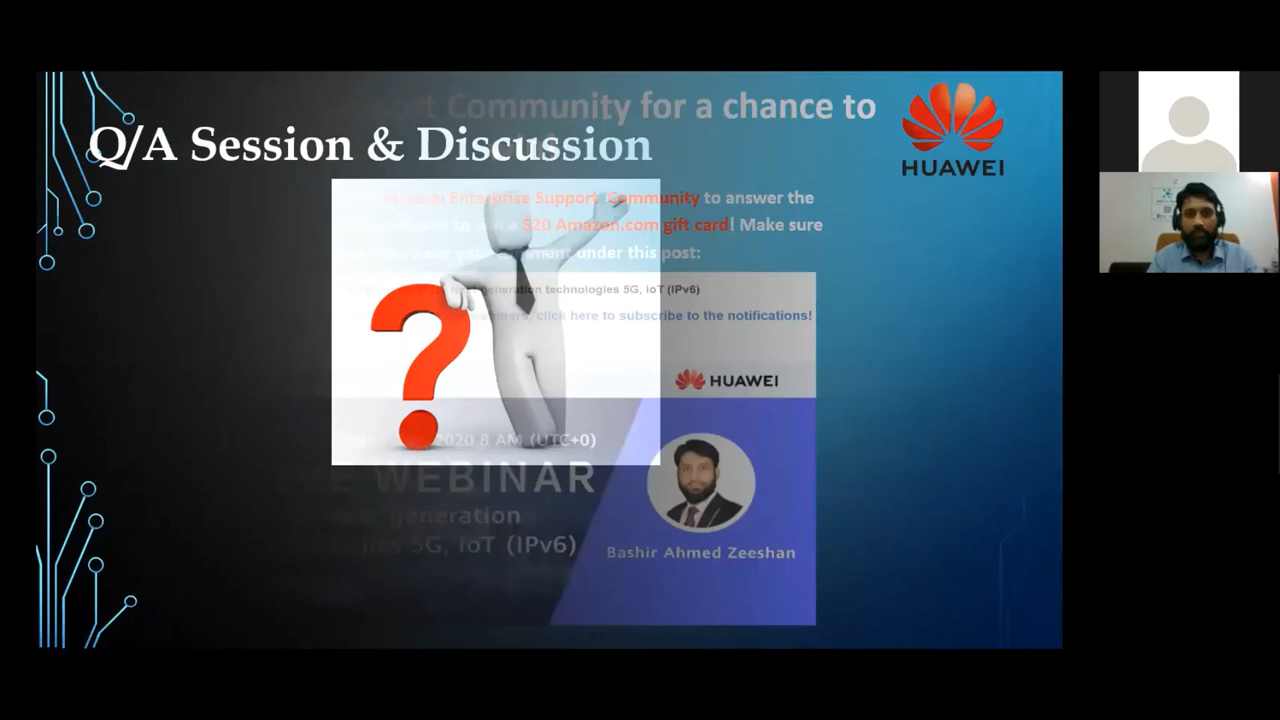 Community for a chance to
Q/A Session & Discussion
HUAWEI
Enterprise Support Community to answer the
$20 Amazon.com gift card! Make sure
under this post:
generation technologies 5G, IoT (IPv6)
click here to subscribe to the notifications!
HUAWEI
2020 8 AM (UTC+0)
WEBINAR
generation
5G, IoT (IPv6)
Bashir Ahmed Zeeshan